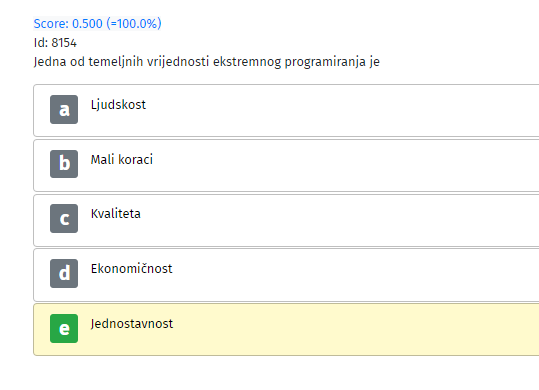 Score: 0.500 (=100.0%)
Id: 8154
Jedna od temeljnih vrijednosti ekstremnog programiranja je
a Ljudskost
b Mali koraci
c Kvaliteta
d Ekonomičnost
e Jednostavnost